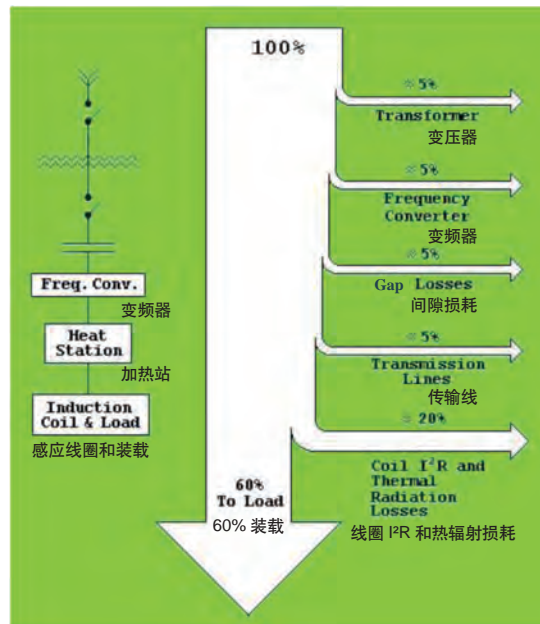 100%
≈ 5%
Transformer
变压器
≈ 5%
Frequency
Converter
变频器
≈ 5%
Gap Losses
间隙损耗
≈ 5%
Transmission
Lines
传输线
≈ 20%
Coil I²R and
Thermal
Radiation
Losses
线圈 I²R 和热辐射损耗
60%
To Load
60% 装载
Freq. Conv.
变频器
Heat
Station
加热站
Induction
Coil & Load
感应线圈和装载